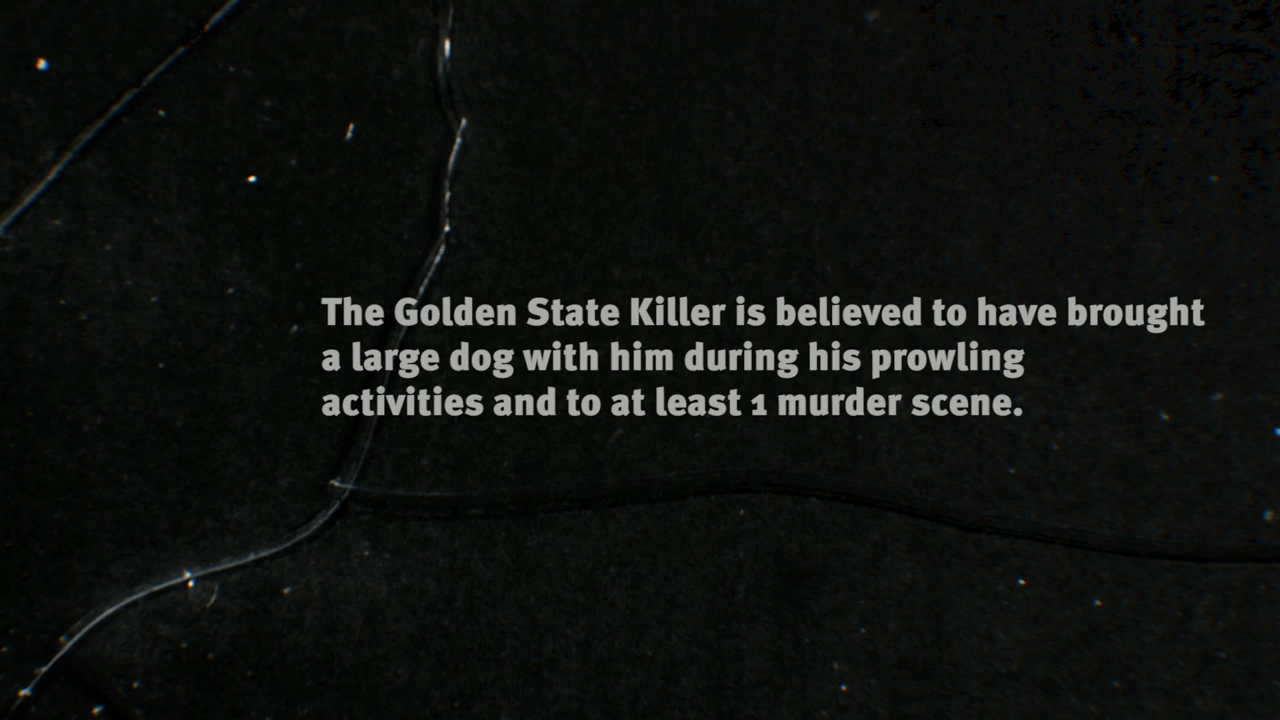 The Golden State Killer is believed to have brought
a large dog with him during his prowling
activities and to at least 1 murder scene.